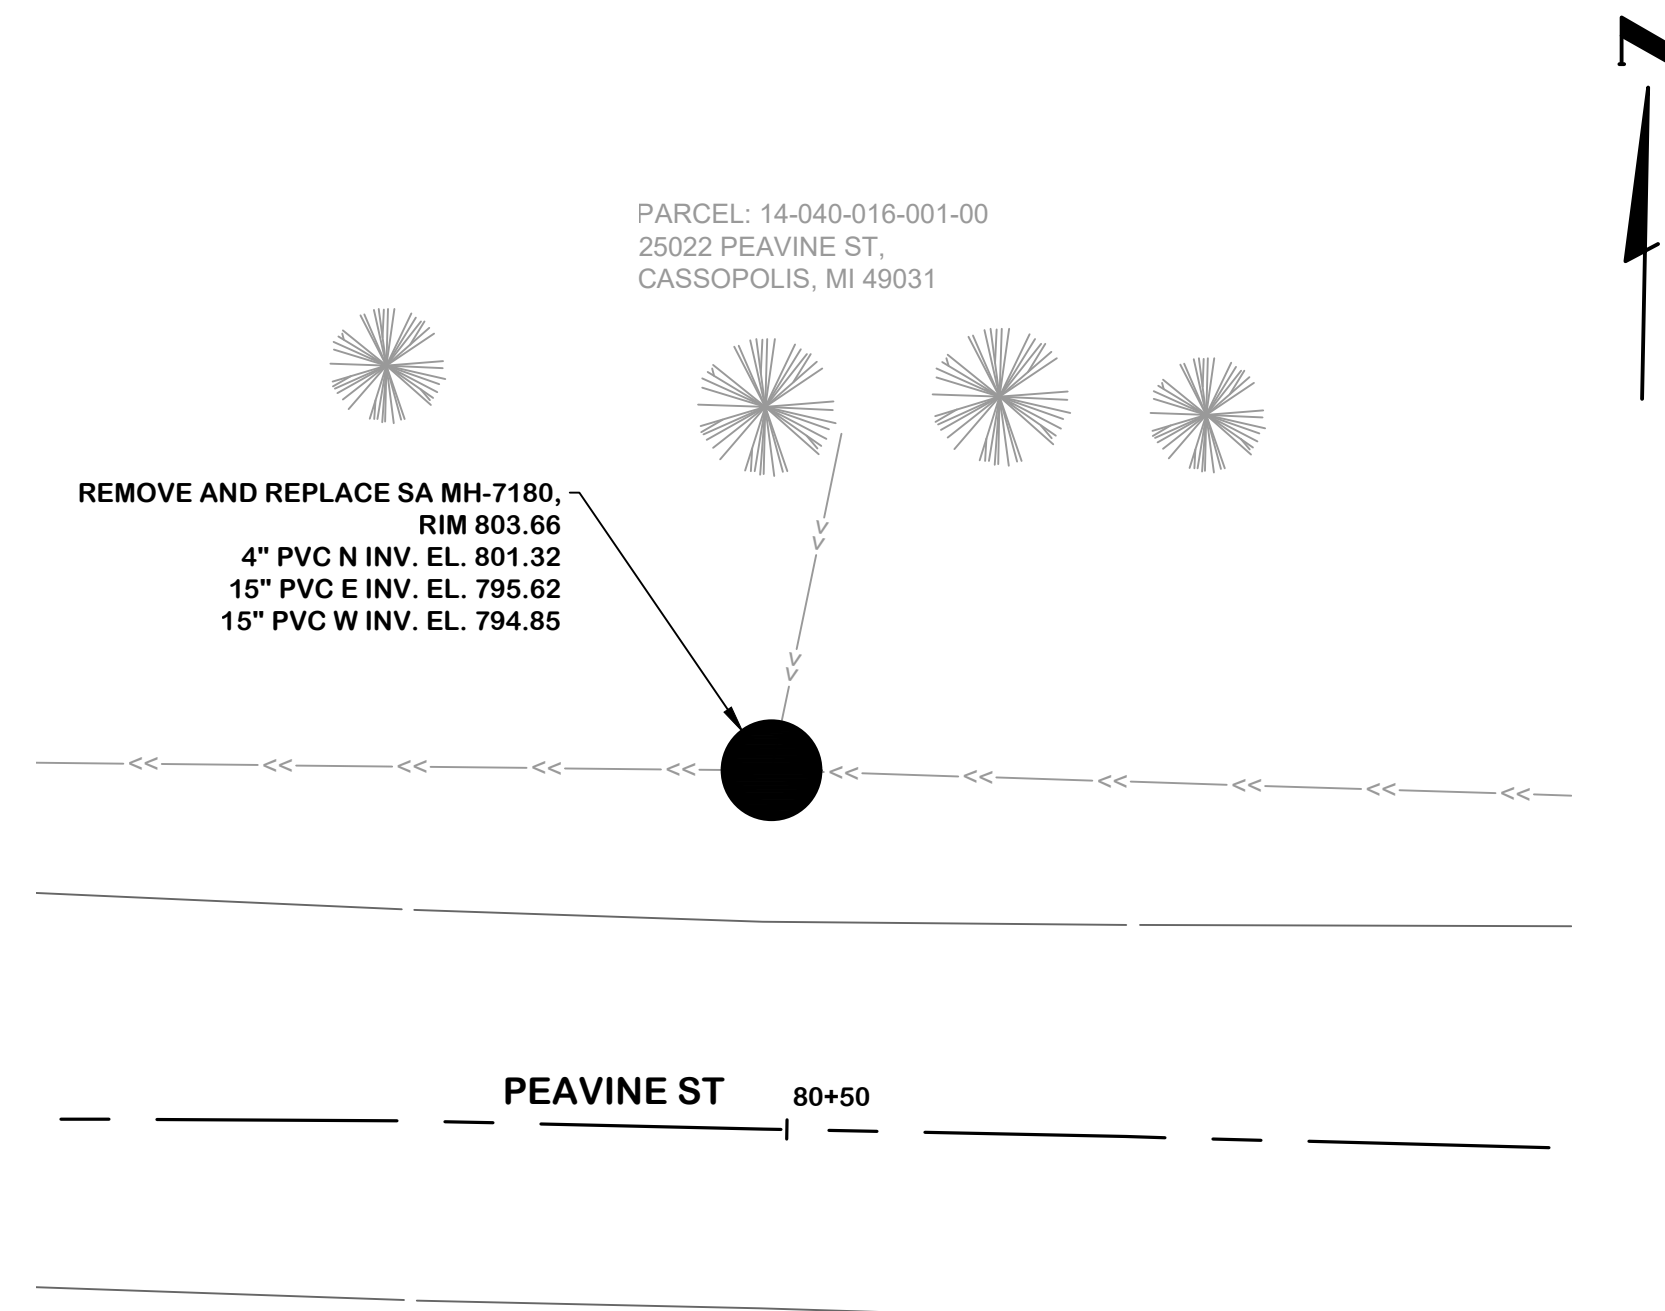 PARCEL: 14-040-016-001-00
25022 PEAVINE ST,
CASSOPOLIS, MI 49031
REMOVE AND REPLACE SA MH-7180,
RIM 803.66
4" PVC N INV. EL. 801.32
15" PVC E INV. EL. 795.62
15" PVC W INV. EL. 794.85
PEAVINE ST
80+50